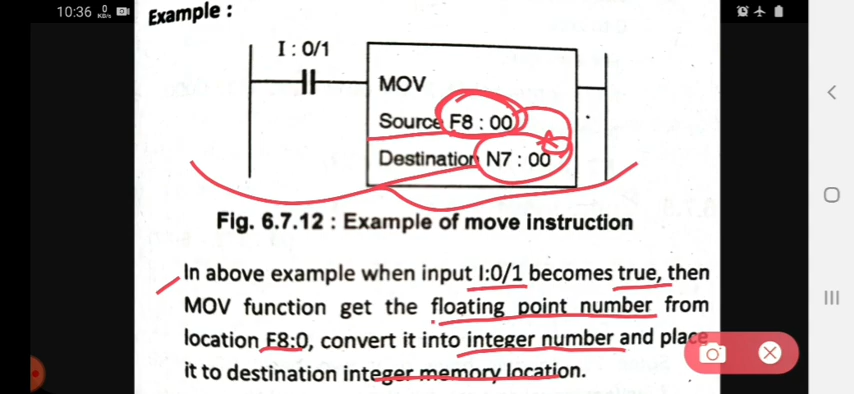 10:36 0 KB/s
Example :
I : 0/1
MOV
Source F8 : 00
Destination N7 : 00
Fig. 6.7.12 : Example of move instruction
In above example when input I:0/1 becomes true, then
MOV function get the floating point number from
location F8:0, convert it into integer number and place
it to destination integer memory location.